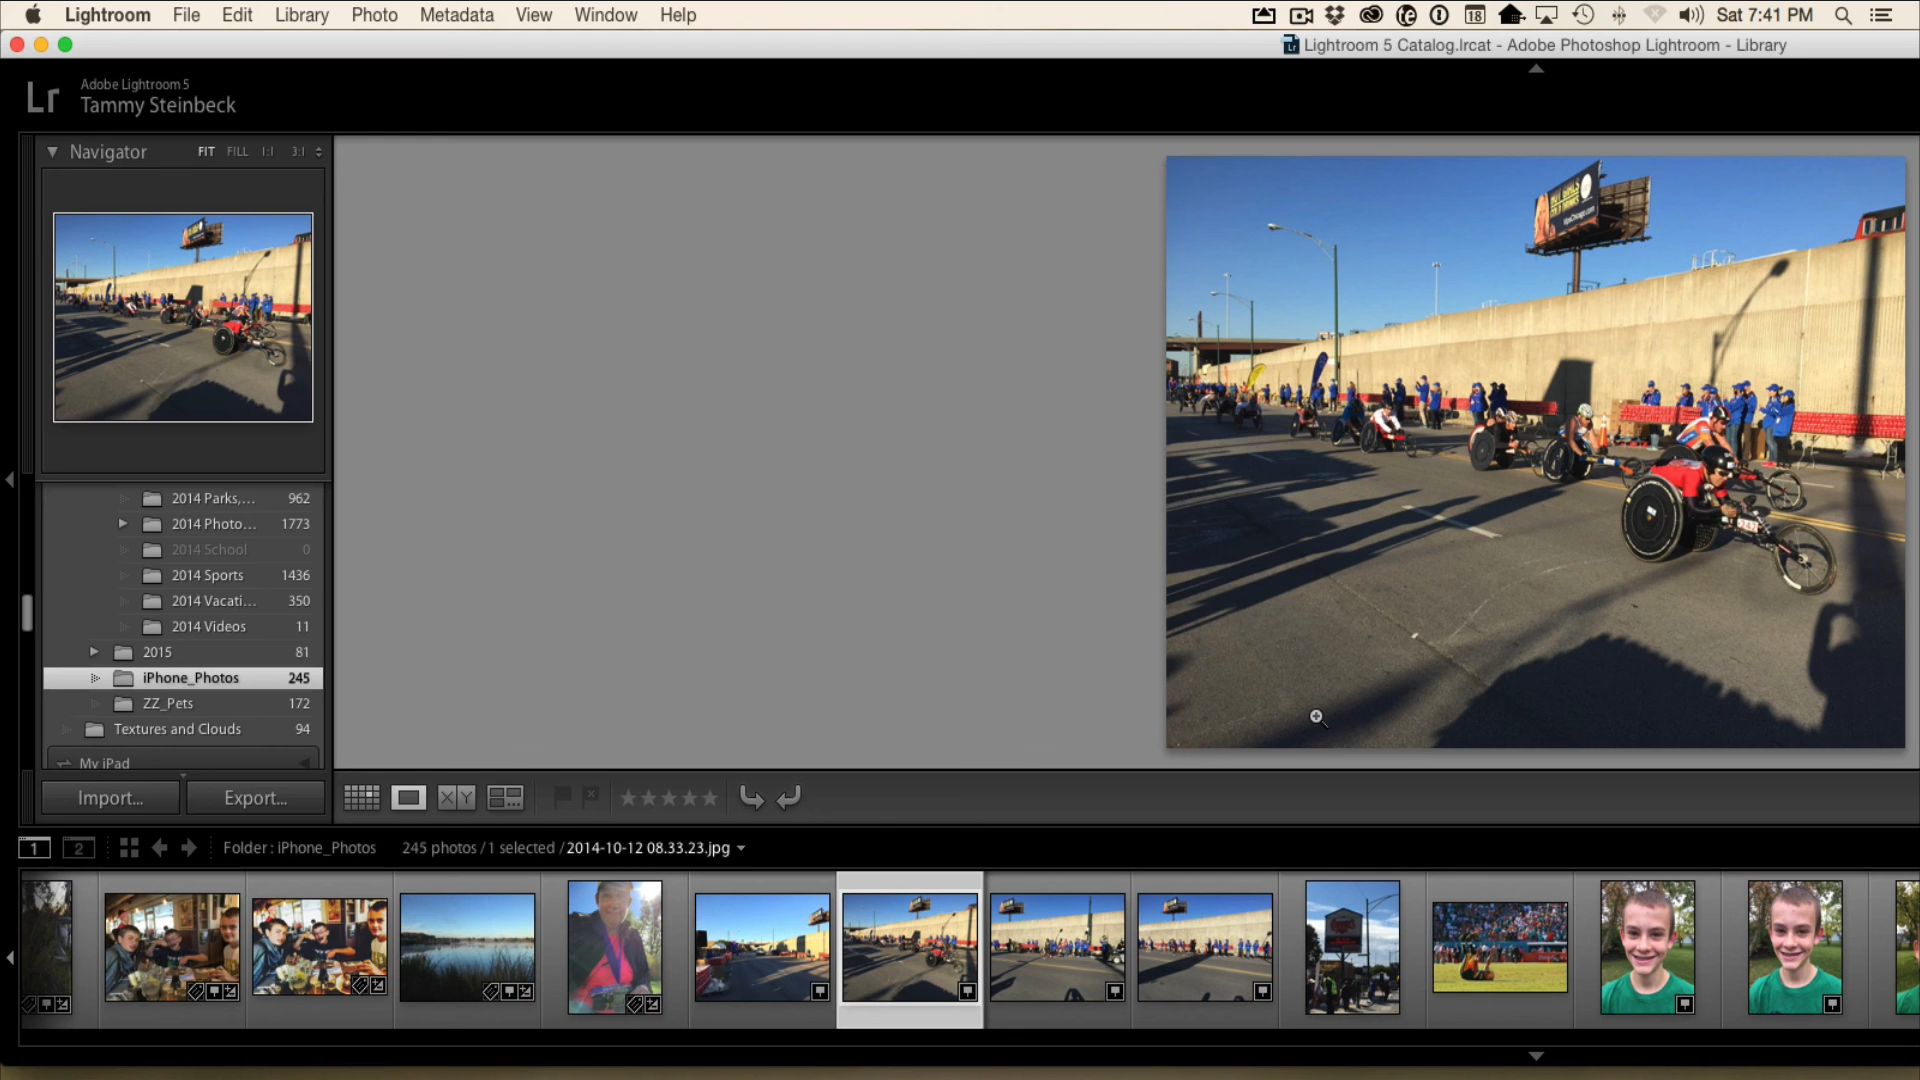 Lightroom File Edit Library Photo Metadata View Window Help
18 Sat 7:41 PM
Lr Lightroom 5 Catalog.lrcat - Adobe Photoshop Lightroom - Library
Lr
Adobe Lightroom 5
Tammy Steinbeck
Navigator FIT FILL 1:1 3:1
2014 Parks,... 962
2014 Photo... 1773
2014 School 0
2014 Sports 1436
2014 Vacati... 350
2014 Videos 11
2015 81
iPhone_Photos 245
ZZ_Pets 172
Textures and Clouds 94
My iPad
Import... Export...
X Y
1 2 Folder : iPhone_Photos 245 photos / 1 selected / 2014-10-12 08.33.23.jpg